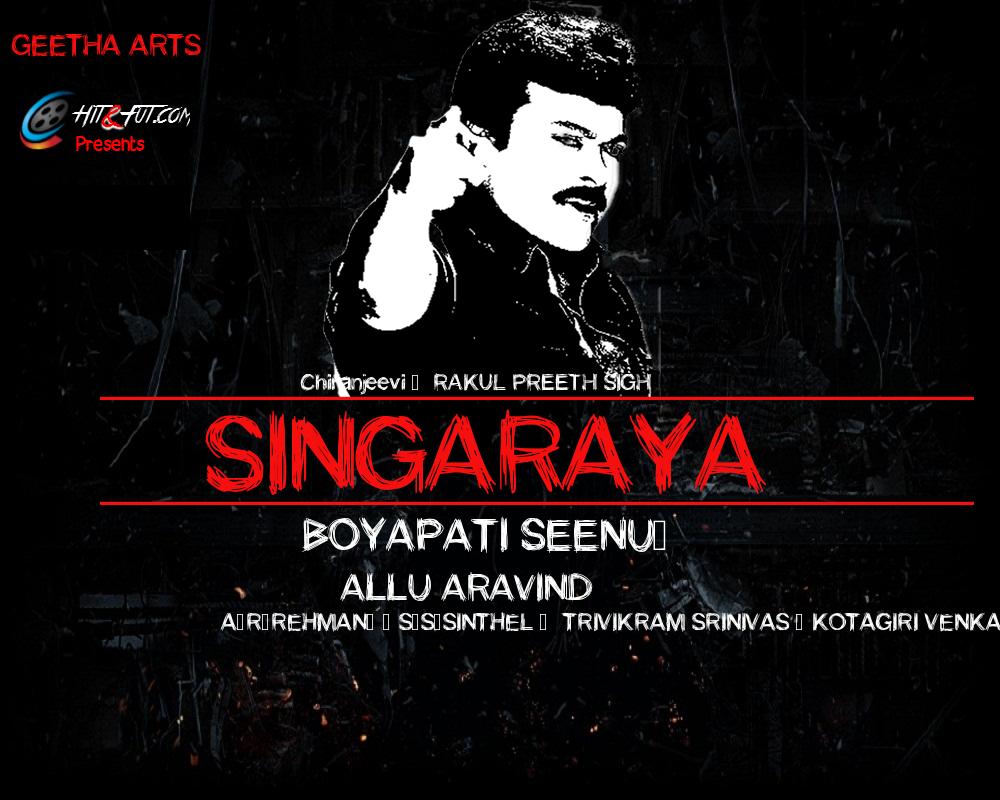 GEETHA ARTS
HIT&FUT.COM
Presents
Chiranjeevi □ RAKUL PREETH SIGH
SINGARAYA
BOYAPATI SEENU□
ALLU ARAVIND
A□R□REHMAN□ □ S□S□SINTHEL □ TRIVIKRAM SRINIVAS □ KOTAGIRI VENKA